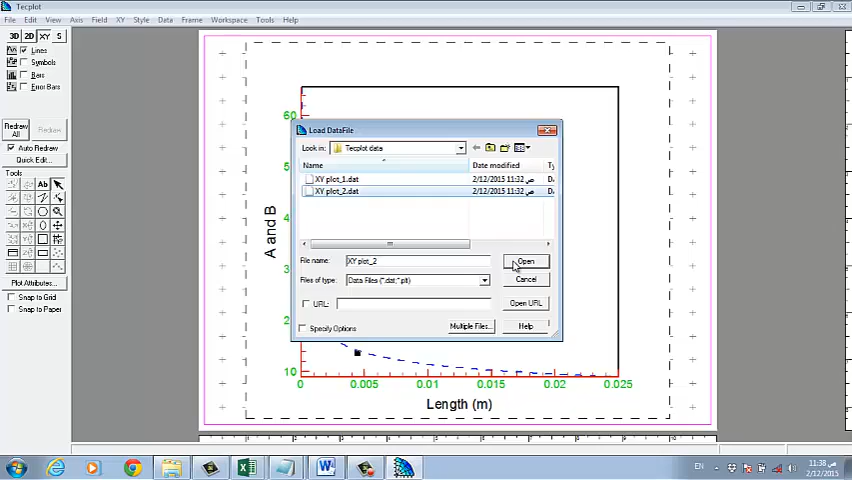 Tecplot
File Edit View Axis Field XY Style Data Frame Workspace Tools Help
3D 2D XY S
Lines
Symbols
Bars
Error Bars
Redraw All Redraw
Auto Redraw
Quick Edit...
Tools
Ab
Plot Attributes...
Snap to Grid
Snap to Paper
Load DataFile
Look in: Tecplot data
Name Date modified Ty
XY plot_1.dat 2/12/2015 11:32 ص D
XY plot_2.dat 2/12/2015 11:32 ص D
File name: XY plot_2 Open
Files of type: Data Files (*.dat;*.plt) Cancel
URL: Open URL
Specify Options Multiple Files... Help
60
5
4
3
2
10
A and B
0 0.005 0.01 0.015 0.02 0.025
Length (m)
EN
11:38 ص
2/12/2015